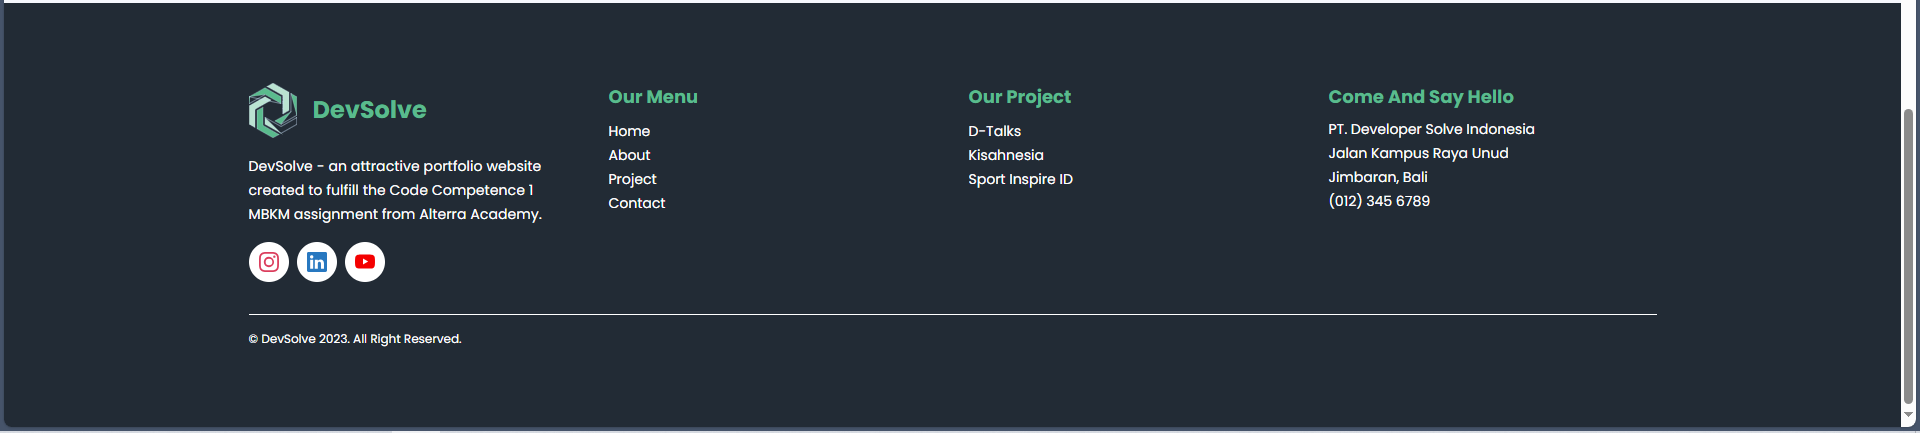 DevSolve
DevSolve - an attractive portfolio website
created to fulfill the Code Competence 1
MBKM assignment from Alterra Academy.
Our Menu
Home
About
Project
Contact
Our Project
D-Talks
Kisahnesia
Sport Inspire ID
Come And Say Hello
PT. Developer Solve Indonesia
Jalan Kampus Raya Unud
Jimbaran, Bali
(012) 345 6789
© DevSolve 2023. All Right Reserved.